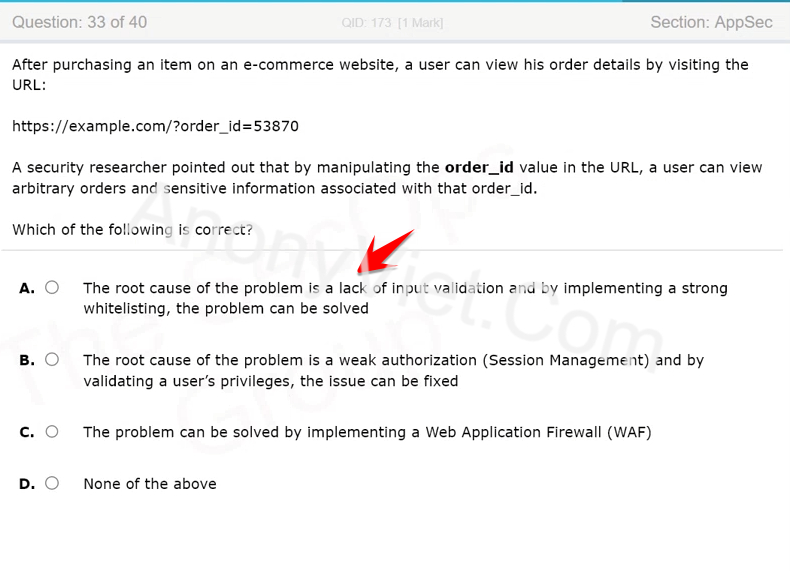 Question: 33 of 40
QID: 173 [1 Mark]
Section: AppSec
After purchasing an item on an e-commerce website, a user can view his order details by visiting the
URL:
https://example.com/?order_id=53870
A security researcher pointed out that by manipulating the order_id value in the URL, a user can view
arbitrary orders and sensitive information associated with that order_id.
Which of the following is correct?
A. The root cause of the problem is a lack of input validation and by implementing a strong
whitelisting, the problem can be solved
B. The root cause of the problem is a weak authorization (Session Management) and by
validating a user’s privileges, the issue can be fixed
C. The problem can be solved by implementing a Web Application Firewall (WAF)
D. None of the above
AnonyViet.Com
The SecOps
Group